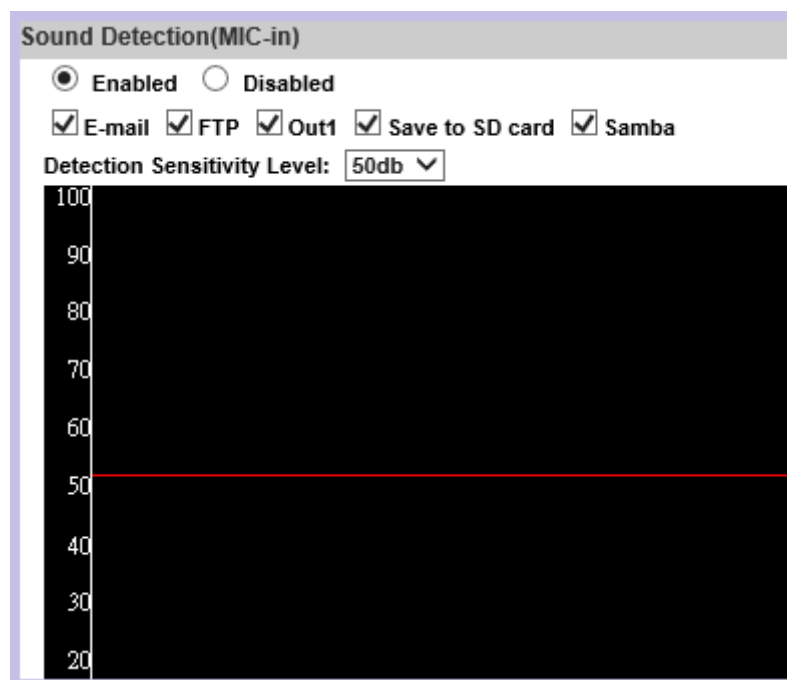 Sound Detection(MIC-in)
Enabled Disabled
E-mail FTP Out1 Save to SD card Samba
Detection Sensitivity Level: 50db
100
90
80
70
60
50
40
30
20